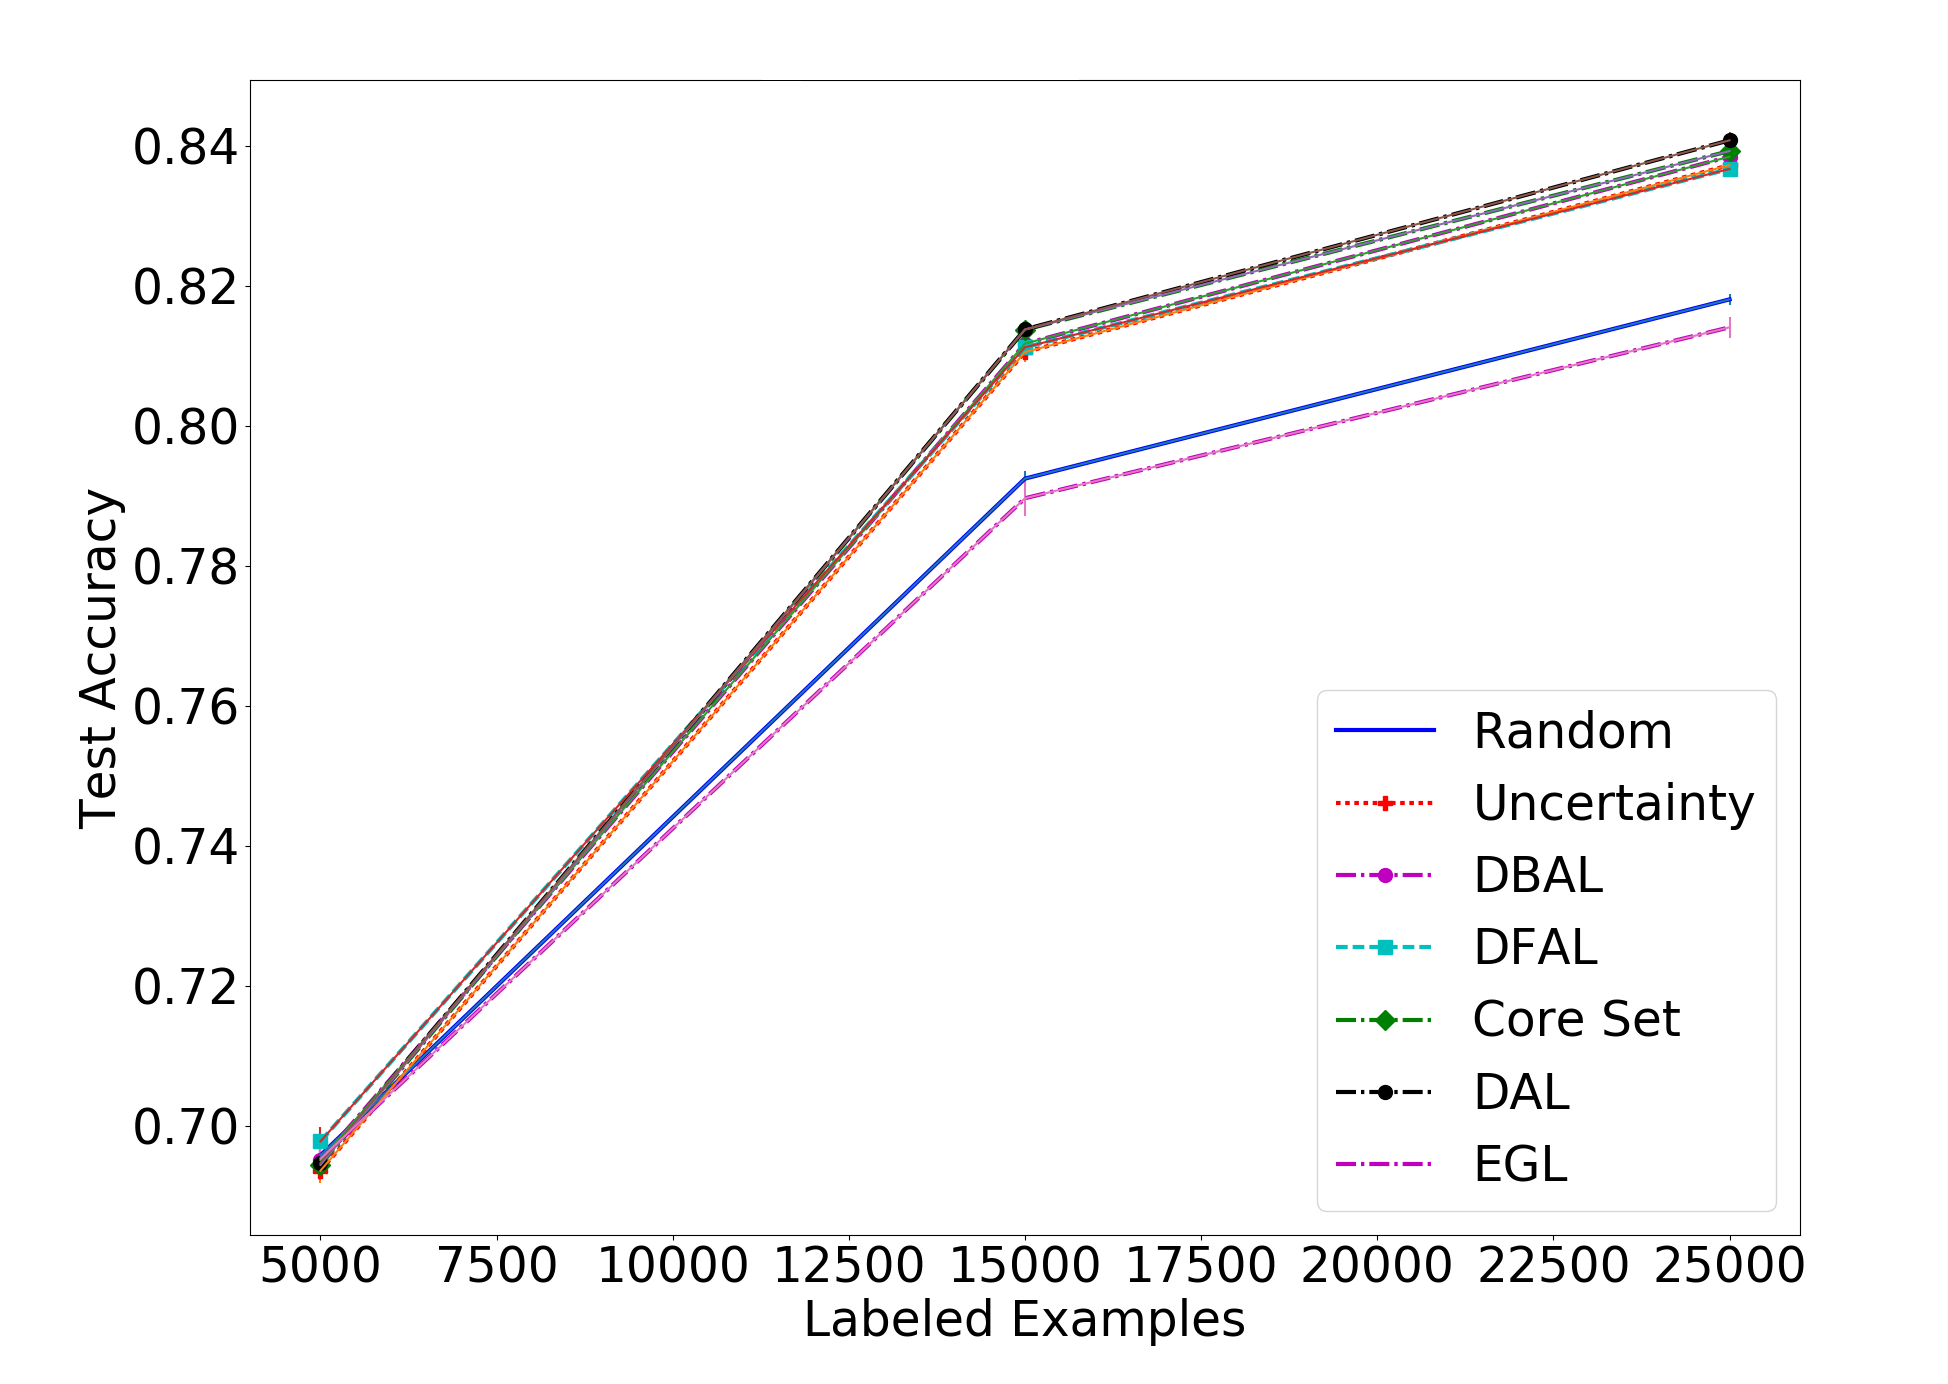 0.84
0.82
0.80
0.78
0.76
0.74
0.72
0.70
Test Accuracy
5000 7500 10000 12500 15000 17500 20000 22500 25000
Labeled Examples
Random
Uncertainty
DBAL
DFAL
Core Set
DAL
EGL